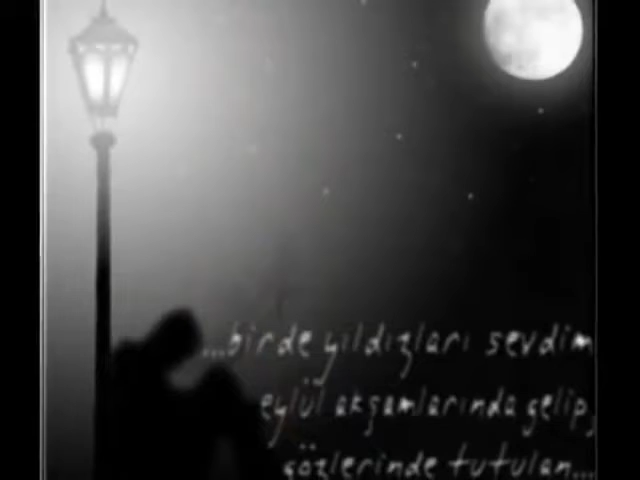 ...birde yıldızları sevdim
eylül akşamlarında gelip,
gözlerinde tutulan...